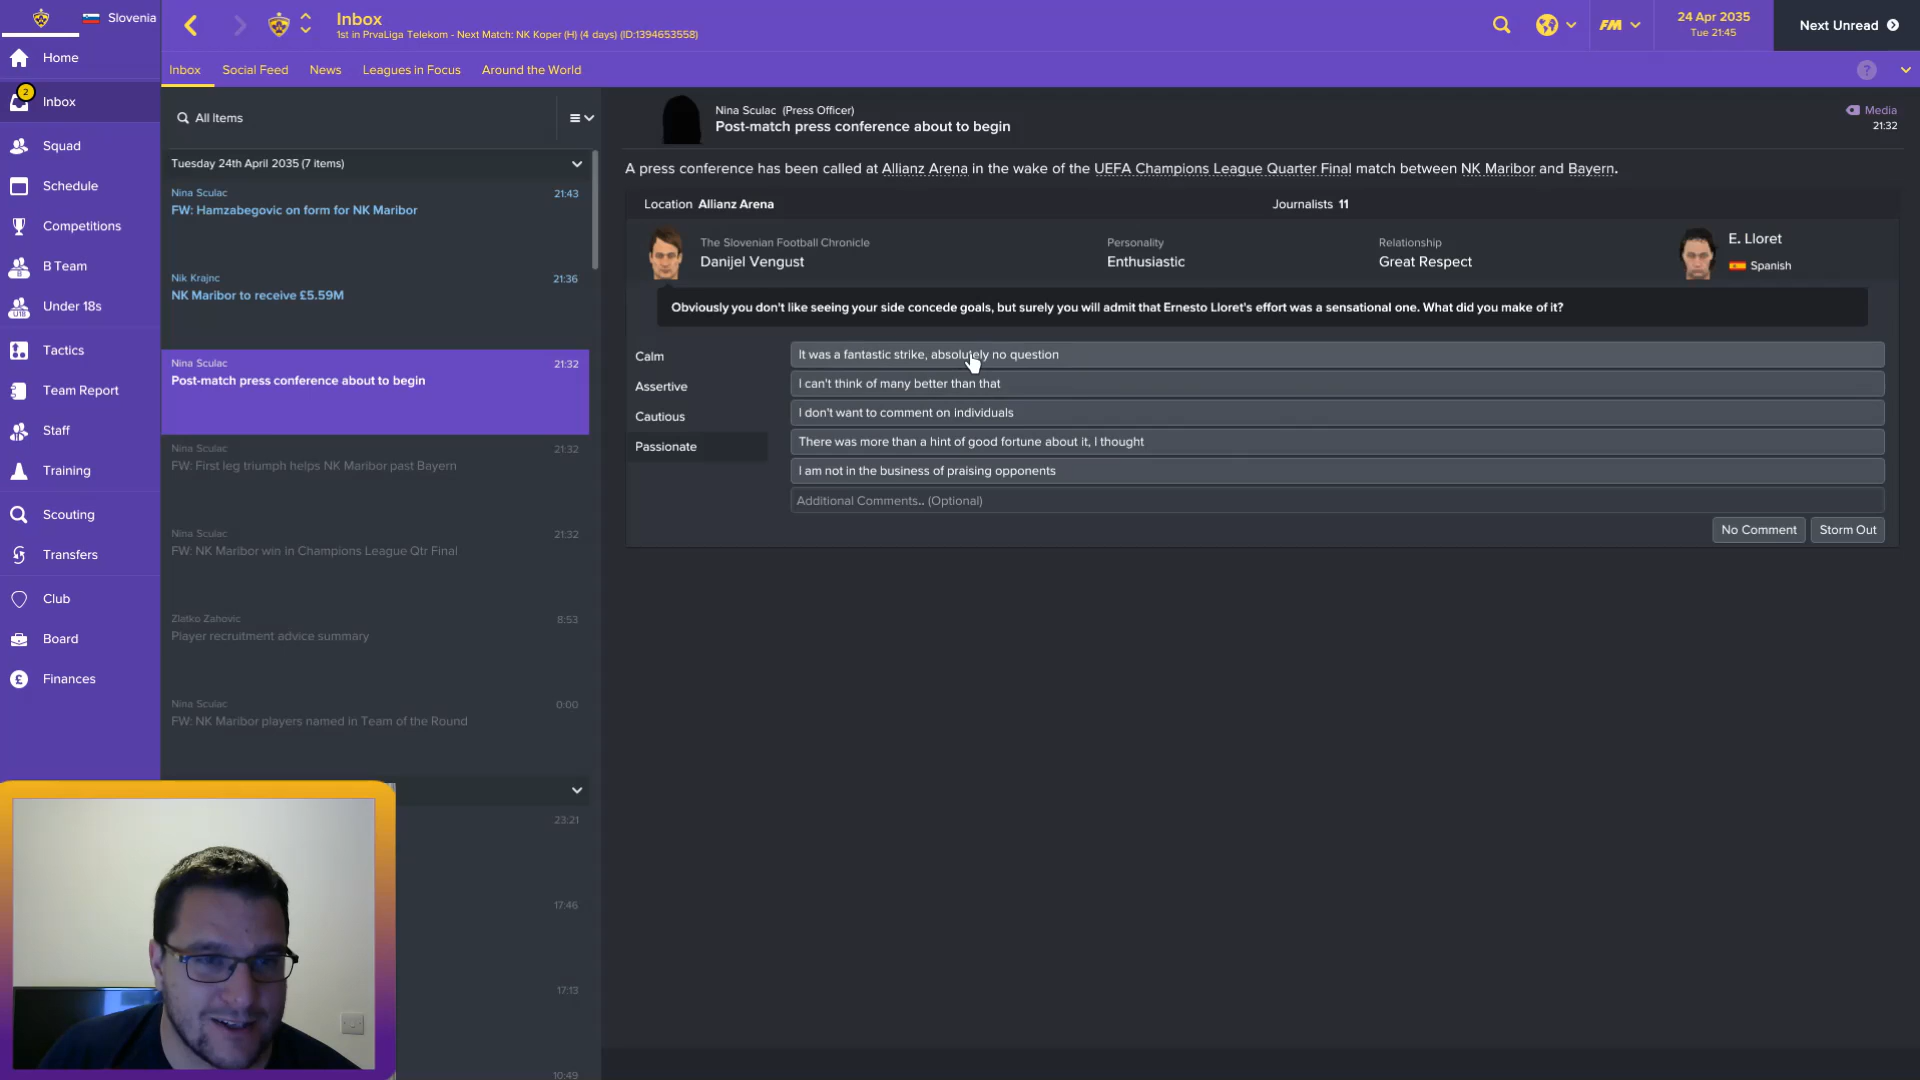 Slovenia
Inbox
1st in PrvaLiga Telekom - Next Match: NK Koper (H) (4 days) (ID:1394653558)
FM
24 Apr 2035
Tue 21:45
Next Unread
Home
2
Inbox
Squad
Schedule
Competitions
B Team
Under 18s
Tactics
Team Report
Staff
Training
Scouting
Transfers
Club
Board
Finances
Inbox
Social Feed
News
Leagues in Focus
Around the World
?
All Items
Tuesday 24th April 2035 (7 items)
Nina Sculac 21:43
FW: Hamzabegovic on form for NK Maribor
Nik Krajnc 21:36
NK Maribor to receive £5.59M
Nina Sculac 21:32
Post-match press conference about to begin
Nina Sculac 21:32
FW: First leg triumph helps NK Maribor past Bayern
Nina Sculac 21:32
FW: NK Maribor win in Champions League Qtr Final
Zlatko Zahovic 8:53
Player recruitment advice summary
Nina Sculac 0:00
FW: NK Maribor players named in Team of the Round
23:21
17:46
17:13
10:49
Nina Sculac (Press Officer)
Post-match press conference about to begin
Media
21:32
A press conference has been called at Allianz Arena in the wake of the UEFA Champions League Quarter Final match between NK Maribor and Bayern.
Location Allianz Arena
Journalists 11
The Slovenian Football Chronicle
Danijel Vengust
Personality
Enthusiastic
Relationship
Great Respect
E. Lloret
Spanish
Obviously you don't like seeing your side concede goals, but surely you will admit that Ernesto Lloret's effort was a sensational one. What did you make of it?
Calm
Assertive
Cautious
Passionate
It was a fantastic strike, absolutely no question
I can't think of many better than that
I don't want to comment on individuals
There was more than a hint of good fortune about it, I thought
I am not in the business of praising opponents
Additional Comments.. (Optional)
No Comment
Storm Out